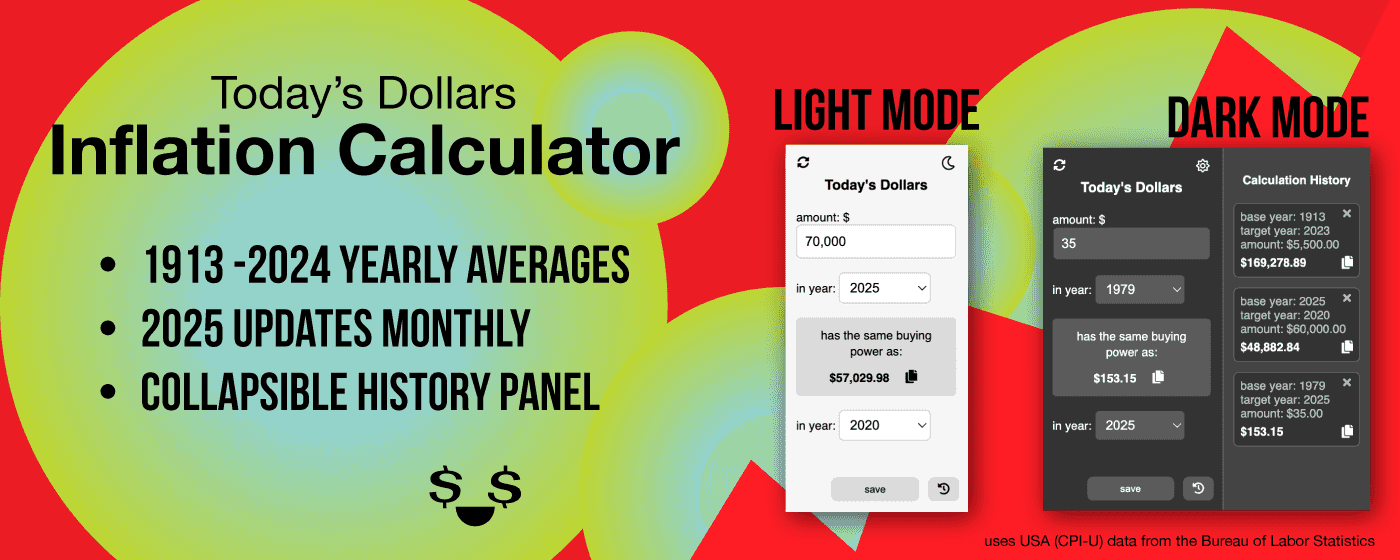 Today's Dollars
Inflation Calculator
• 1913 -2024 YEARLY AVERAGES
• 2025 UPDATES MONTHLY
• COLLAPSIBLE HISTORY PANEL
$ $
LIGHT MODE
Today's Dollars
amount: $
70,000
in year: 2025
has the same buying
power as:
$57,029.98
in year: 2020
save
DARK MODE
Today's Dollars
amount: $
35
in year: 1979
has the same buying
power as:
$153.15
in year: 2025
save
Calculation History
base year: 1913
target year: 2023
amount: $5,500.00
$169,278.89
base year: 2025
target year: 2020
amount: $60,000.00
$48,882.84
base year: 1979
target year: 2025
amount: $35.00
$153.15
uses USA (CPI-U) data from the Bureau of Labor Statistics